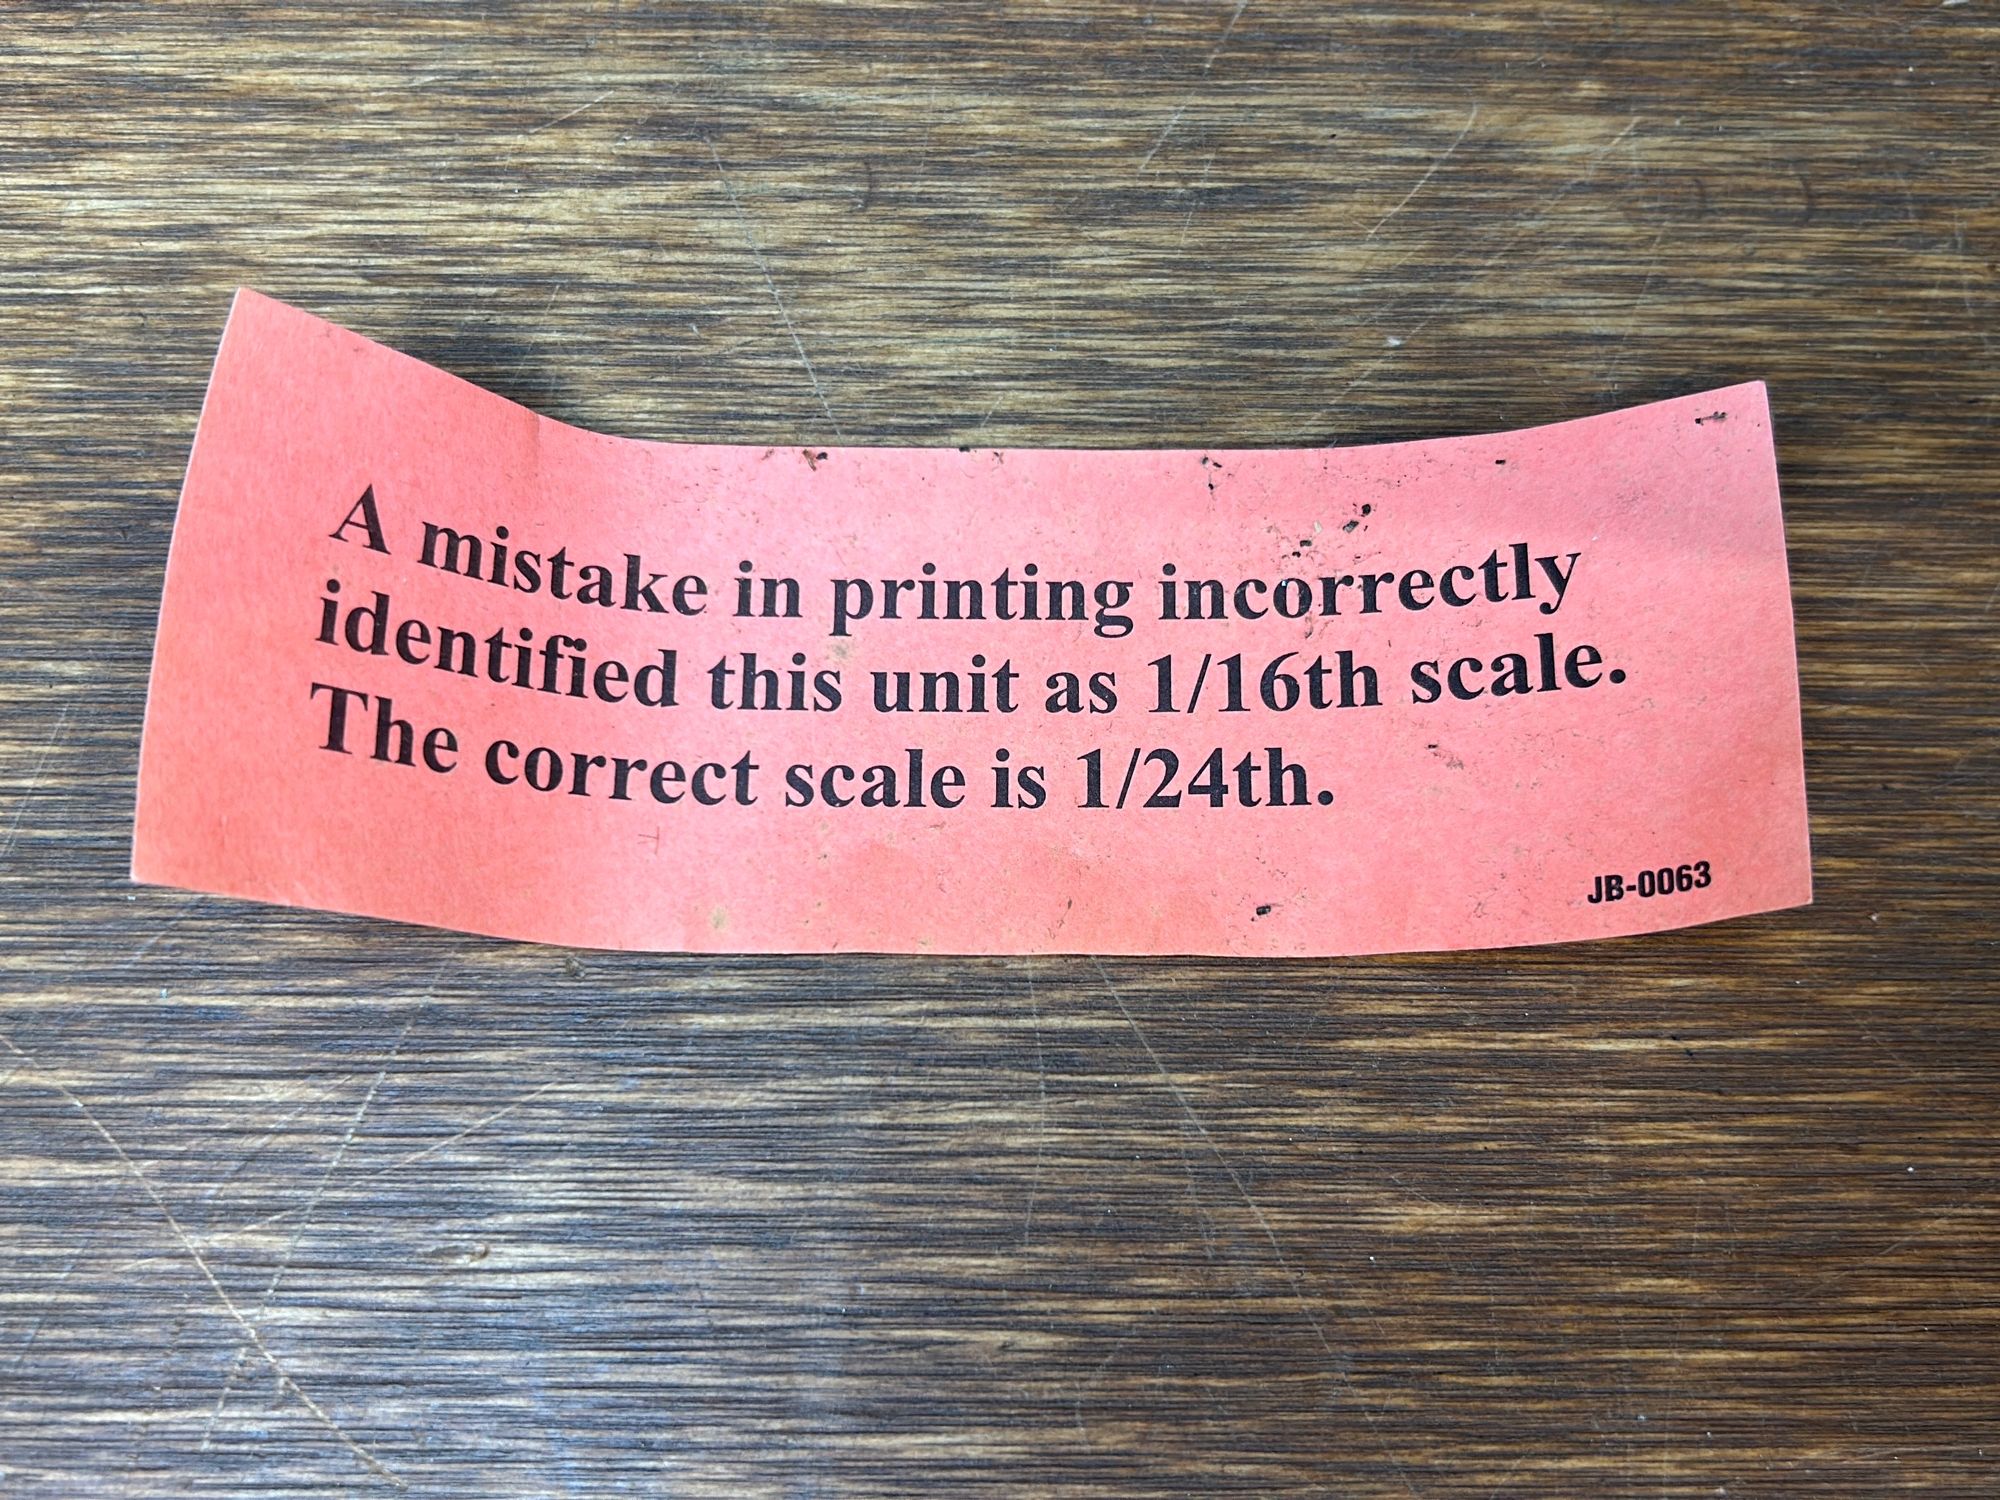 A mistake in printing incorrectly
identified this unit as 1/16th scale.
The correct scale is 1/24th.
JB-0063